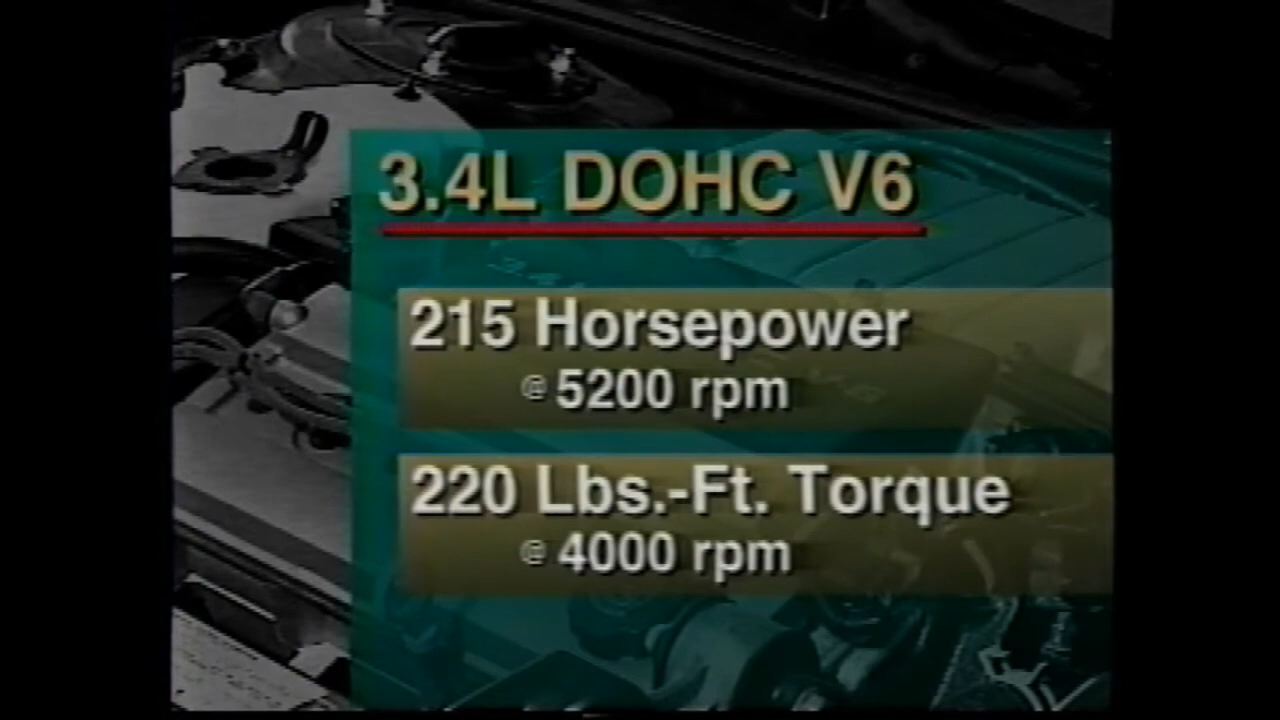 3.4L DOHC V6
215 Horsepower
@ 5200 rpm
220 Lbs.-Ft. Torque
@ 4000 rpm